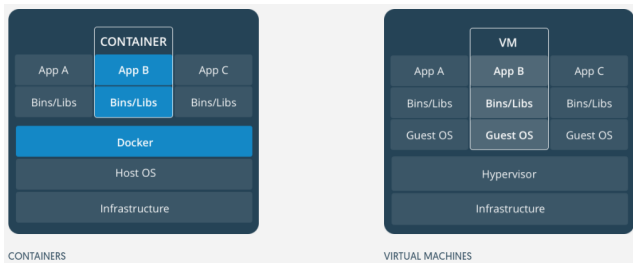 CONTAINER
App A App B App C
Bins/Libs Bins/Libs Bins/Libs
Docker
Host OS
Infrastructure
CONTAINERS
VM
App A App B App C
Bins/Libs Bins/Libs Bins/Libs
Guest OS Guest OS Guest OS
Hypervisor
Infrastructure
VIRTUAL MACHINES